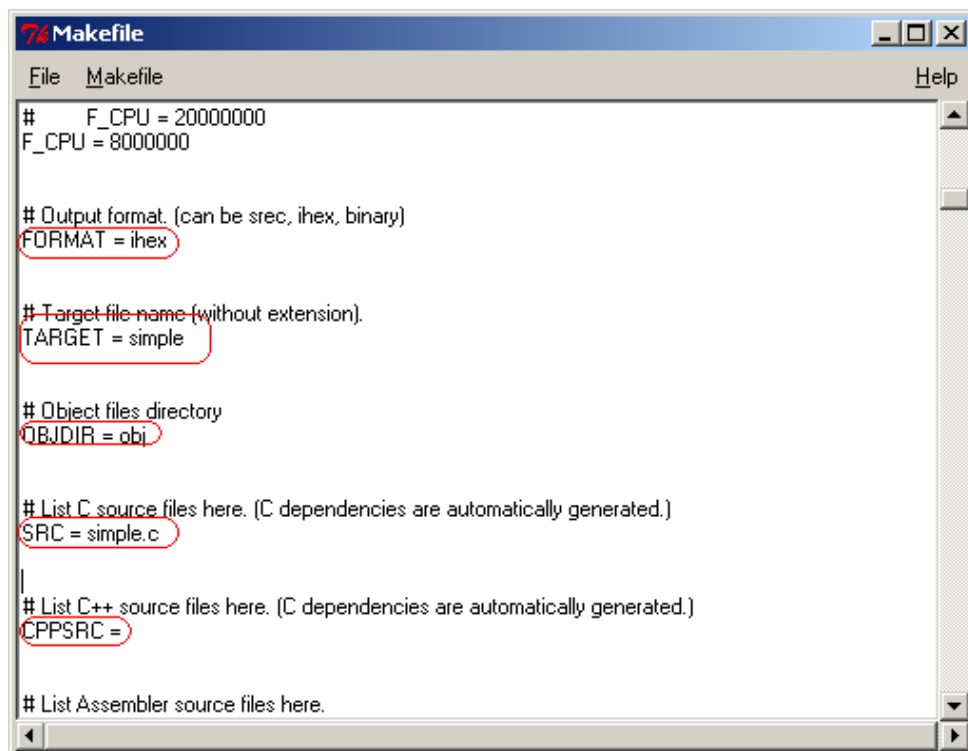 Makefile
File Makefile Help
# F_CPU = 20000000
F_CPU = 8000000
# Output format. (can be srec, ihex, binary)
FORMAT = ihex
# Target file name (without extension).
TARGET = simple
# Object files directory
OBJDIR = obj
# List C source files here. (C dependencies are automatically generated.)
SRC = simple.c
# List C++ source files here. (C dependencies are automatically generated.)
CPPSRC =
# List Assembler source files here.